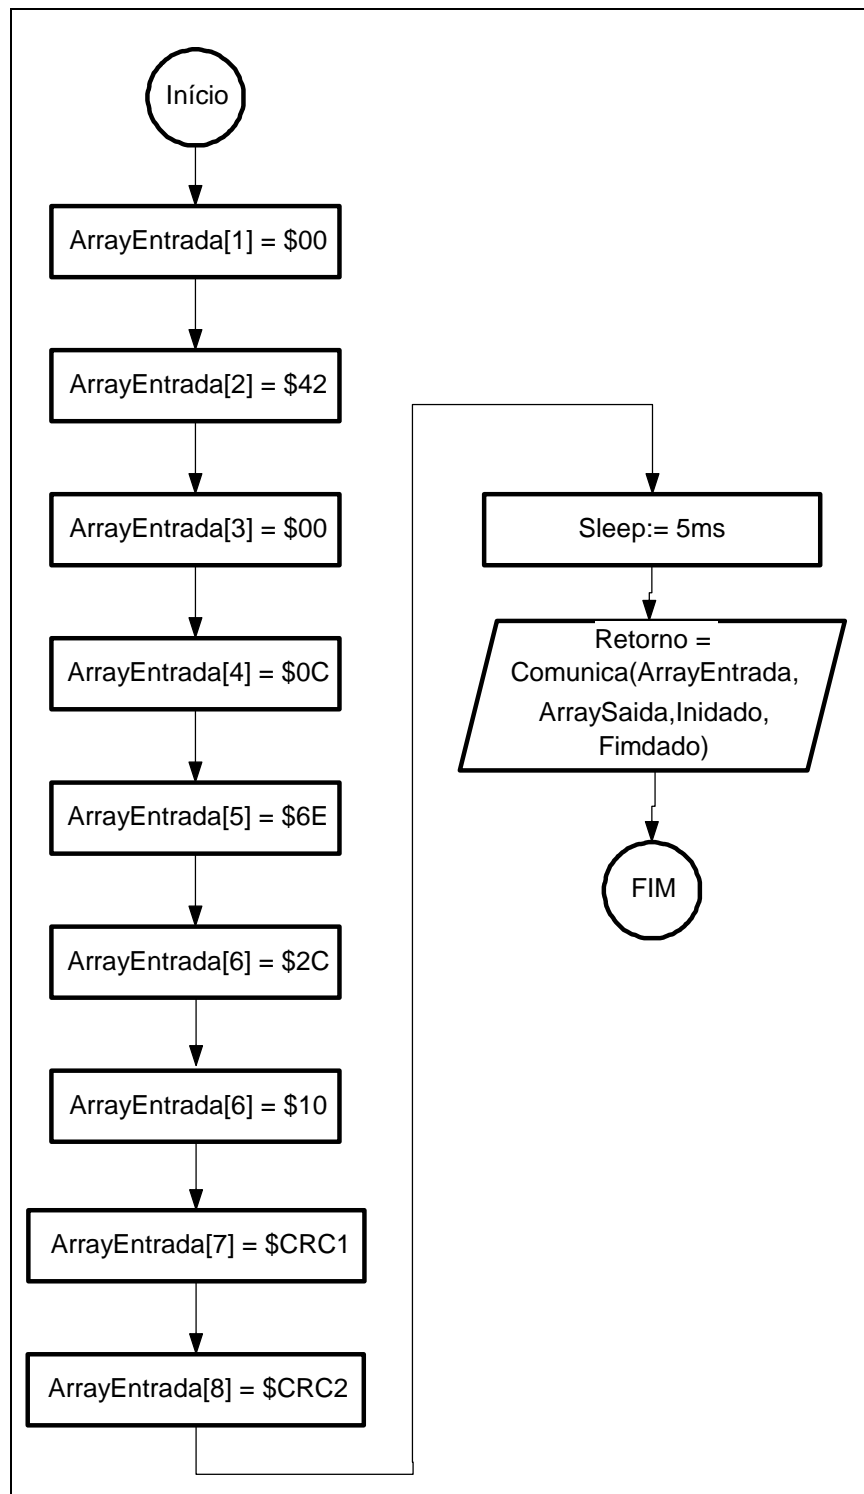 Início
ArrayEntrada[1] = $00
ArrayEntrada[2] = $42
ArrayEntrada[3] = $00
ArrayEntrada[4] = $0C
ArrayEntrada[5] = $6E
ArrayEntrada[6] = $2C
ArrayEntrada[6] = $10
ArrayEntrada[7] = $CRC1
ArrayEntrada[8] = $CRC2
Sleep:= 5ms
Retorno =
Comunica(ArrayEntrada,
ArraySaida,Inidado,
Fimdado)
FIM